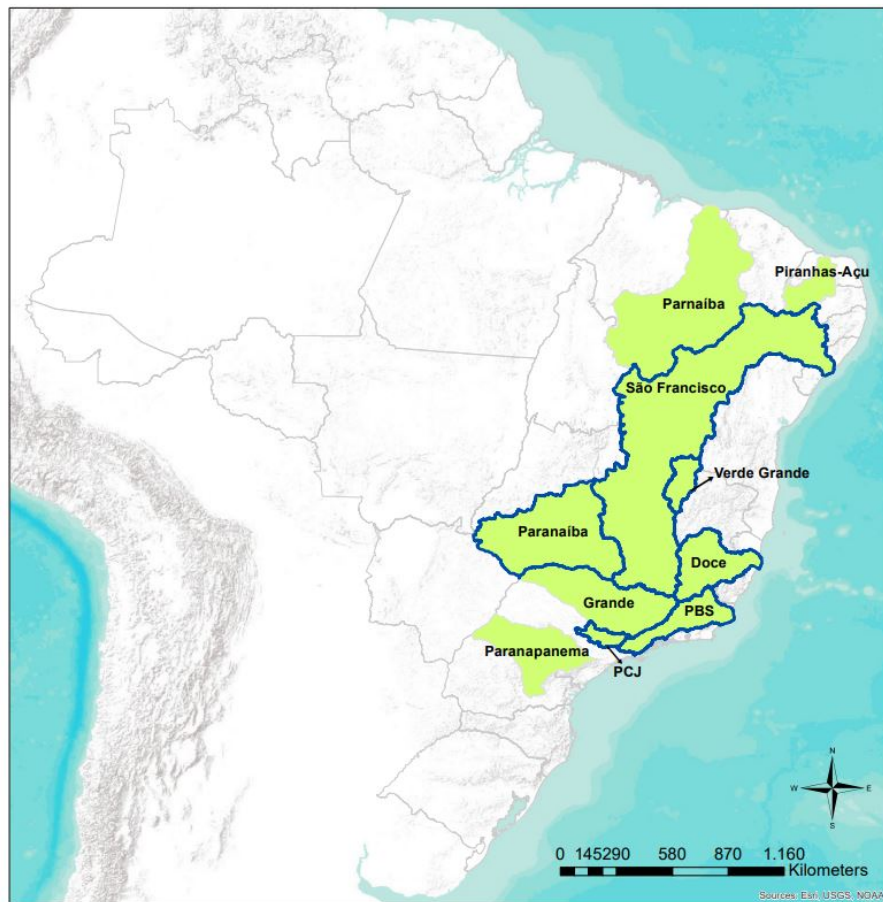 Piranhas-Açu
Parnaíba
São Francisco
Verde Grande
Paranaíba
Doce
Grande
PBS
Paranapanema
PCJ
N
W E
S
0 145290 580 870 1.160
Kilometers
Sources: Esri, USGS, NOAA